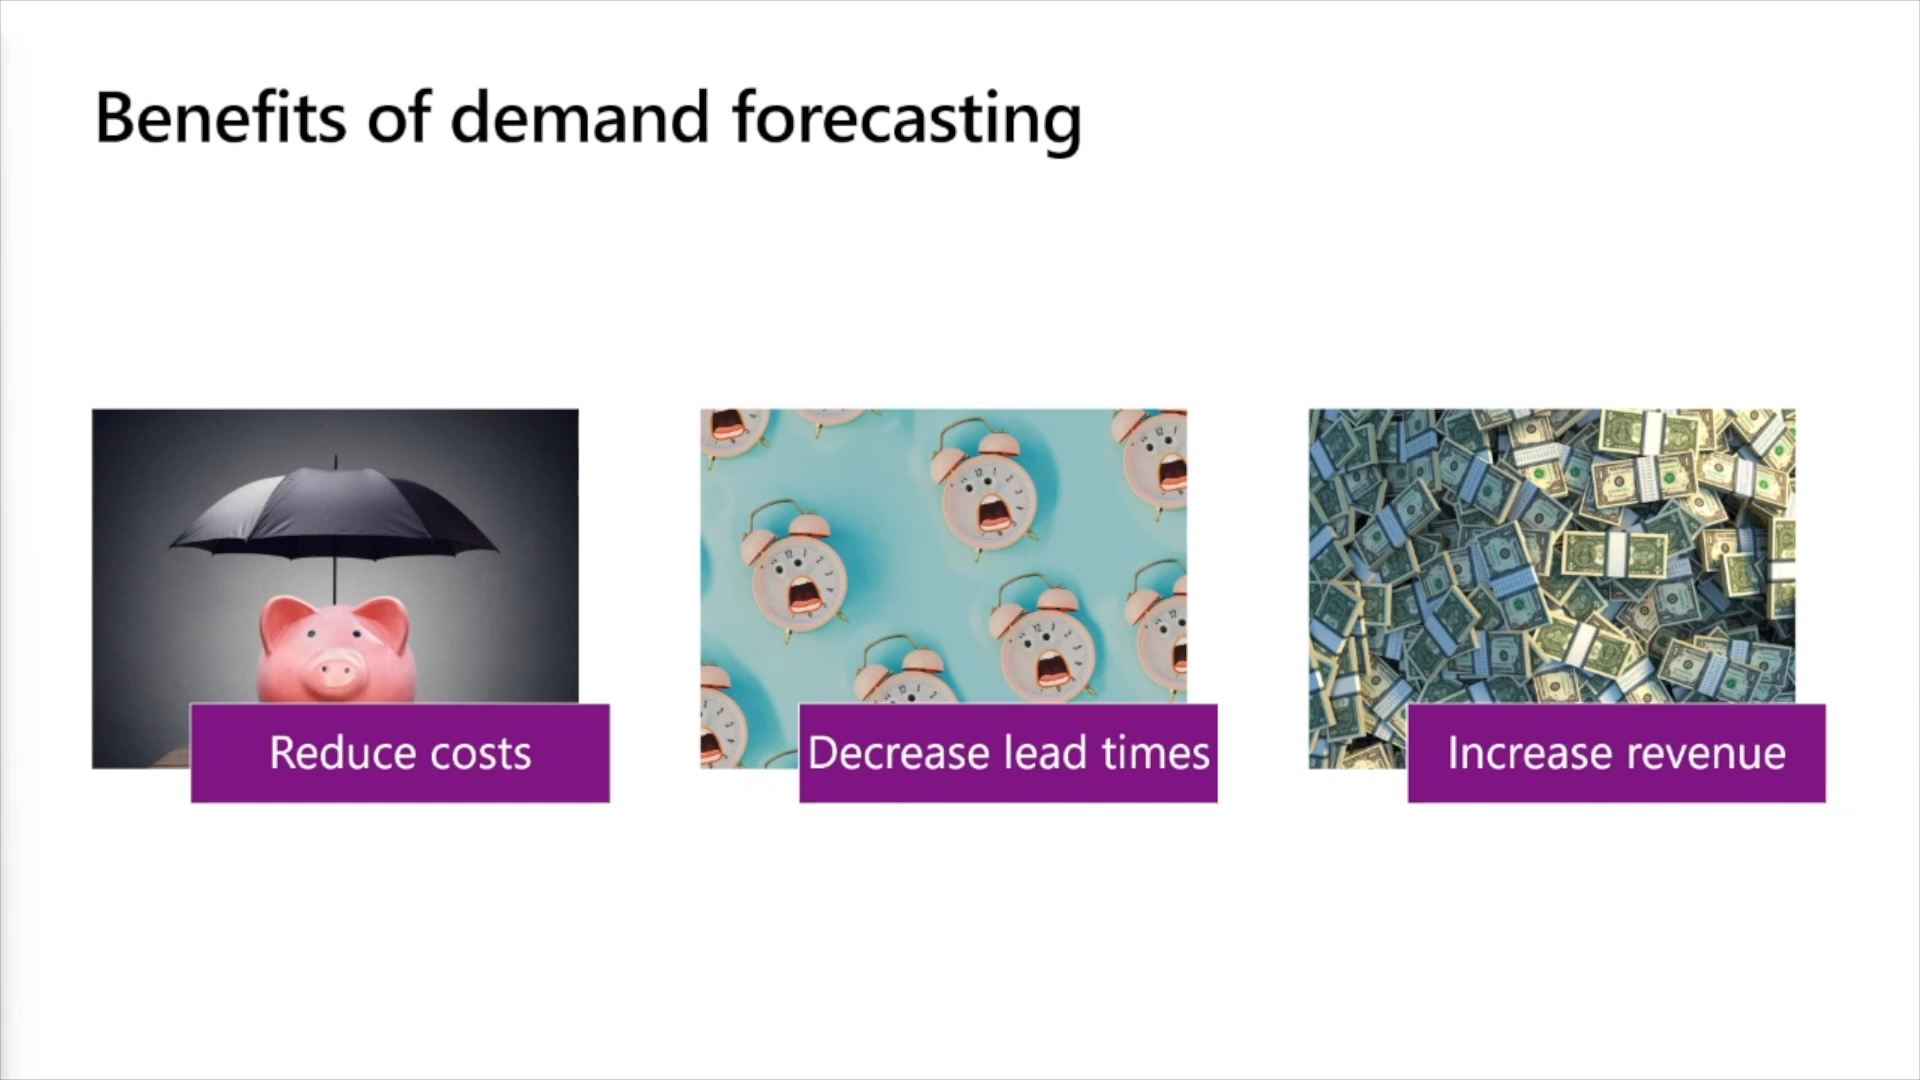 Benefits of demand forecasting
Reduce costs
Decrease lead times
Increase revenue